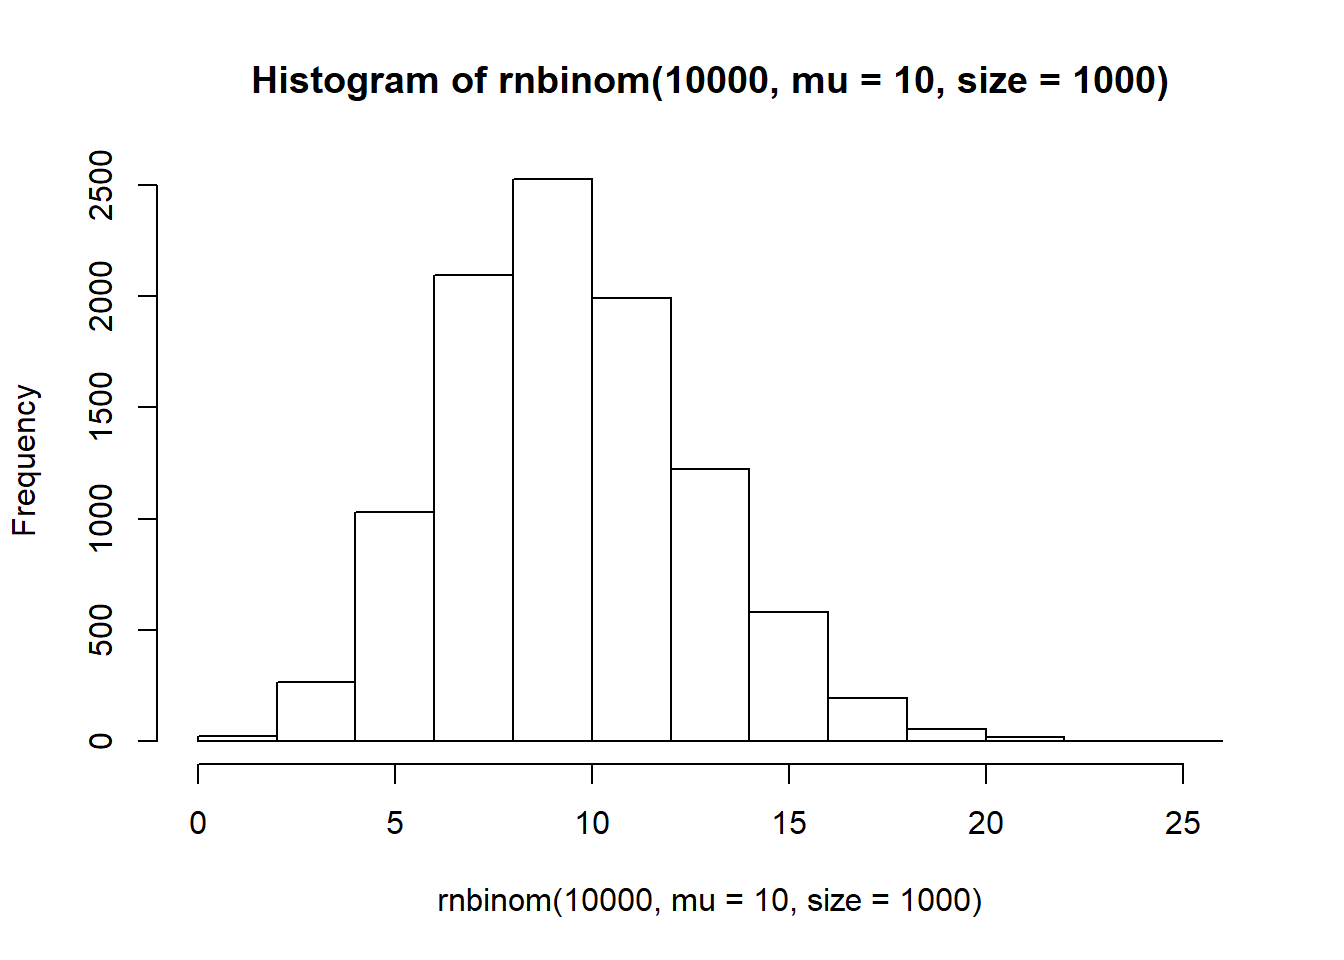 Histogram of rnbinom(10000, mu = 10, size = 1000)
Frequency
2500
2000
1500
1000
500
0
0 5 10 15 20 25
rnbinom(10000, mu = 10, size = 1000)